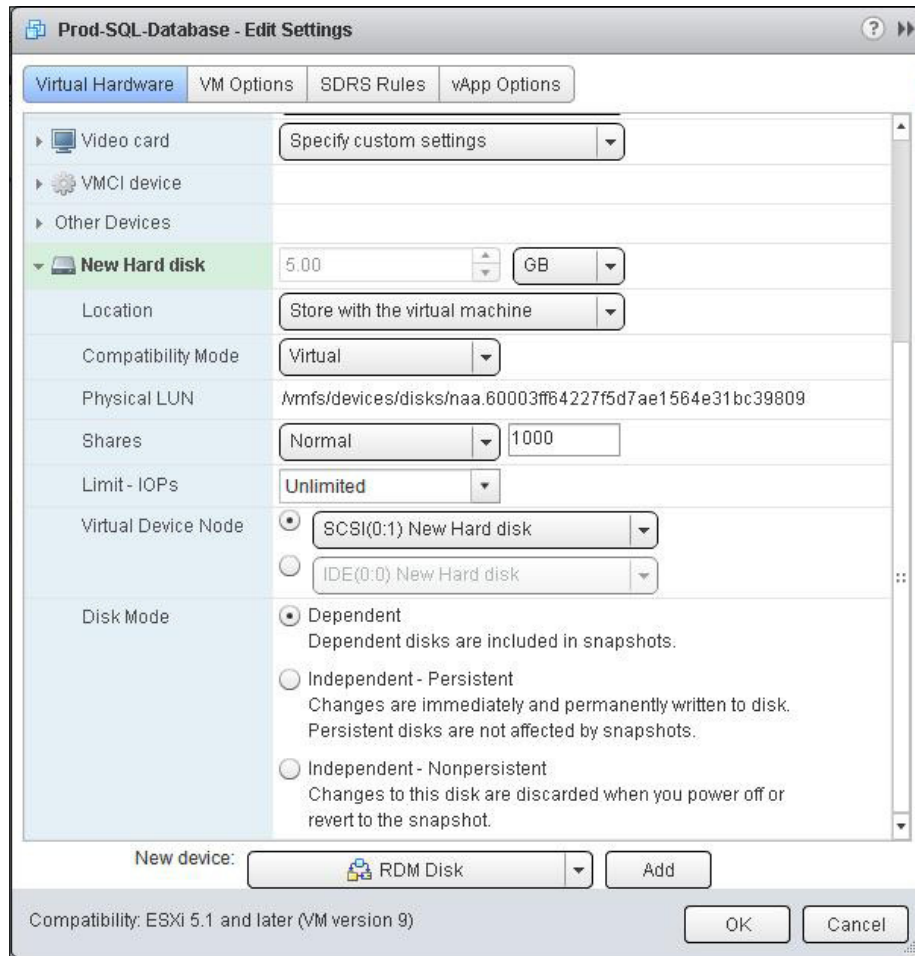 Prod-SQL-Database - Edit Settings
?
Virtual Hardware VM Options SDRS Rules vApp Options
Video card Specify custom settings
VMCI device
Other Devices
New Hard disk 5.00 GB
Location Store with the virtual machine
Compatibility Mode Virtual
Physical LUN /vmfs/devices/disks/naa.60003ff64227f5d7ae1564e31bc39809
Shares Normal 1000
Limit - IOPs Unlimited
Virtual Device Node SCSI(0:1) New Hard disk
IDE(0:0) New Hard disk
Disk Mode Dependent
Dependent disks are included in snapshots.
Independent - Persistent
Changes are immediately and permanently written to disk.
Persistent disks are not affected by snapshots.
Independent - Nonpersistent
Changes to this disk are discarded when you power off or
revert to the snapshot.
New device: RDM Disk Add
Compatibility: ESXi 5.1 and later (VM version 9) OK Cancel